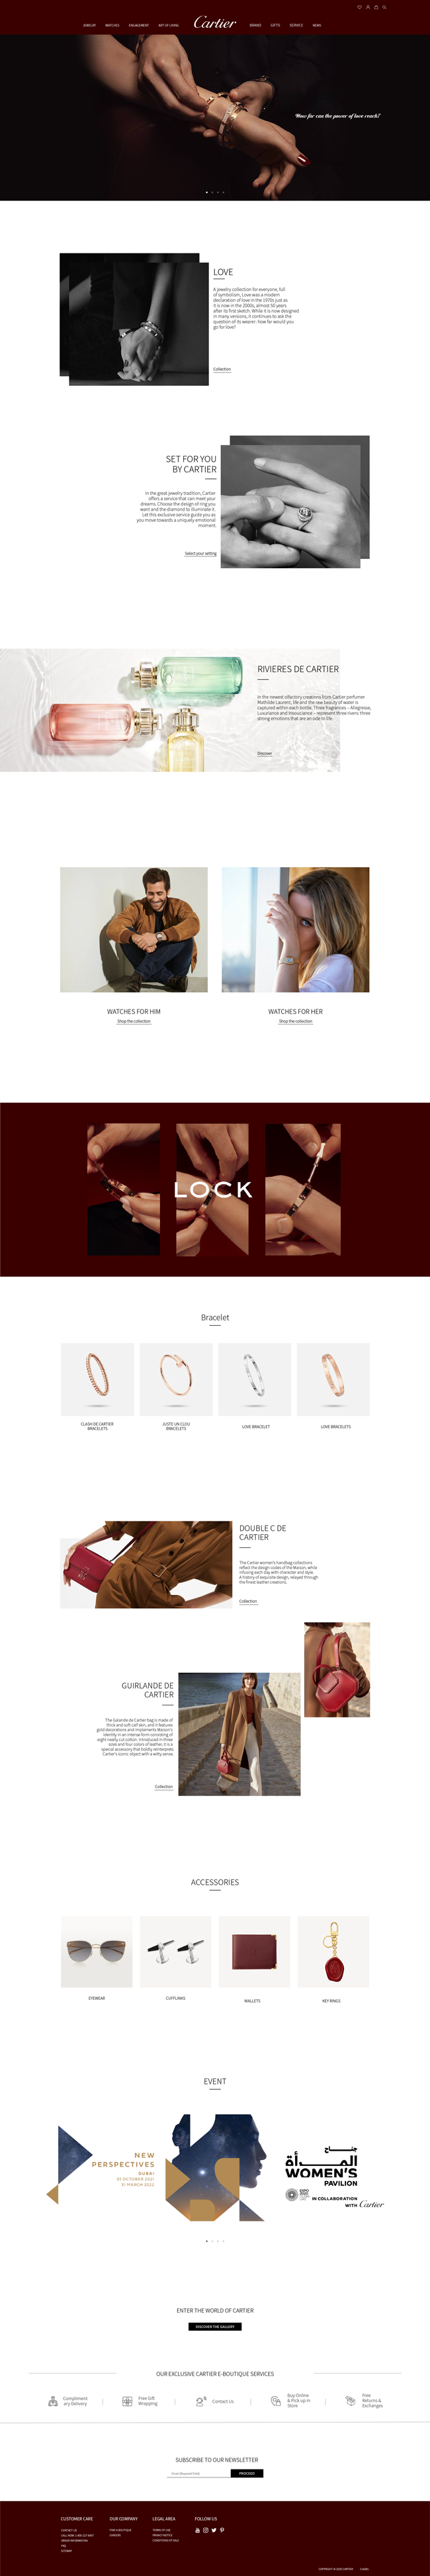 JEWELRY WATCHES ENGAGEMENT ART OF LIVING Cartier BRAND GIFTS SERVICE NEWS
How far can the power of love reach?
LOVE
A jewelry collection for everyone, full
of symbolism, Love was a modern
declaration of love in the 1970s just as
it is now in the 2000s, almost 50 years
after its first sketch. While it is now designed
in many versions, it continues to ask the
question of its wearer: how far would you
go for love?
Collection
SET FOR YOU
BY CARTIER
In the great jewelry tradition, Cartier
offers a service that can meet your
dreams. Choose the design of ring you
want and the diamond to illuminate it.
Let this exclusive service guide you as
you move towards a uniquely emotional
moment.
Select your setting
RIVIERES DE CARTIER
In the newest olfactory creations from Cartier perfumer
Mathilde Laurent, life and the raw beauty of water is
captured within each bottle. Three fragrances – Allegresse,
Luxuriance and Insouciance – represent three rivers, three
strong emotions that are an ode to life.
Discover
WATCHES FOR HIM
Shop the collection
WATCHES FOR HER
Shop the collection
LOCK
Bracelet
CLASH DE CARTIER
BRACELETS
JUSTE UN CLOU
BRACELETS
LOVE BRACELET
LOVE BRACELETS
DOUBLE C DE
CARTIER
The Cartier women's handbag collections
reflect the design codes of the Maison, while
infusing each day with character and style.
A history of exquisite design, relayed through
the finest leather creations.
Collection
GUIRLANDE DE
CARTIER
The Galande de Cartier bag is made of
thick and soft calf skin, and it features
gold decorations and implements Maison's
identity in an intense form consisting of
eight neatly cut cotton. Introduced in three
sizes and four colors of leather, it is a
special accessory that boldly reinterprets
Cartier's iconic object with a witty sense.
Collection
ACCESSORIES
EYEWEAR
CUFFLINKS
WALLETS
KEY RINGS
EVENT
NEW
PERSPECTIVES
DUBAI
01 OCTOBER 2021
31 MARCH 2022
جناح
المرأة
WOMEN'S
PAVILION
IN COLLABORATION
WITH Cartier
ENTER THE WORLD OF CARTIER
DISCOVER THE GALLERY
OUR EXCLUSIVE CARTIER E-BOUTIQUE SERVICES
Compliment
ary Delivery
Free Gift
Wrapping
Contact Us
Buy Online
& Pick up in
Store
Free
Returns &
Exchanges
SUBSCRIBE TO OUR NEWSLETTER
PROCEED
CUSTOMER CARE
CONTACT US
CALL NOW: 1-800-227-8437
FAQ
SITEMAP
OUR COMPANY
FIND A BOUTIQUE
CAREERS
LEGAL AREA
TERMS OF USE
PRIVACY NOTICE
CONDITIONS OF SALE
FOLLOW US